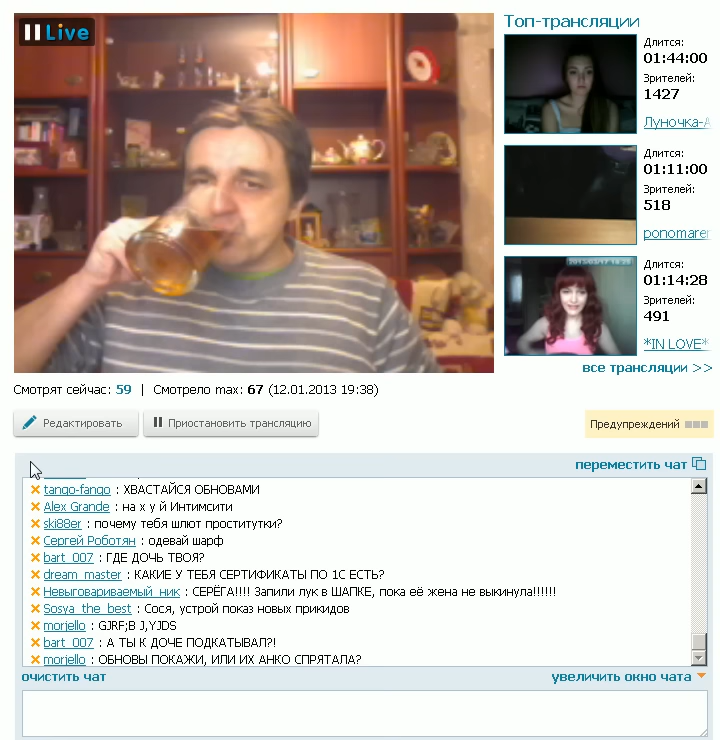 Live
Топ-трансляции
Длится:
01:44:00
Зрителей:
1427
Луночка-А
Длится:
01:11:00
Зрителей:
518
ponomarer
Длится:
01:14:28
Зрителей:
491
*IN LOVE*
все трансляции >>
Смотрят сейчас: 59 | Смотрело max: 67 (12.01.2013 19:38)
Редактировать
Приостановить трансляцию
Предупреждений
переместить чат
tango-fango : ХВАСТАЙСЯ ОБНОВАМИ
Alex Grande : на х у й Интимсити
ski88er : почему тебя шлют проститутки?
Сергей Роботян : одевай шарф
bart_007 : ГДЕ ДОЧЬ ТВОЯ?
dream_master : КАКИЕ У ТЕБЯ СЕРТИФИКАТЫ ПО 1С ЕСТЬ?
Невыговариваемый_ник : СЕРЁГА!!!! Запили лук в ШАПКЕ, пока её жена не выкинула!!!!!!
Sosya_the_best : Сося, устрой показ новых прикидов
morjello : GJRF;B J,YJDS
bart_007 : А ТЫ К ДОЧЕ ПОДКАТЫВАЛ?!
morjello : ОБНОВЫ ПОКАЖИ, ИЛИ ИХ АНКО СПРЯТАЛА?
очистить чат
увеличить окно чата